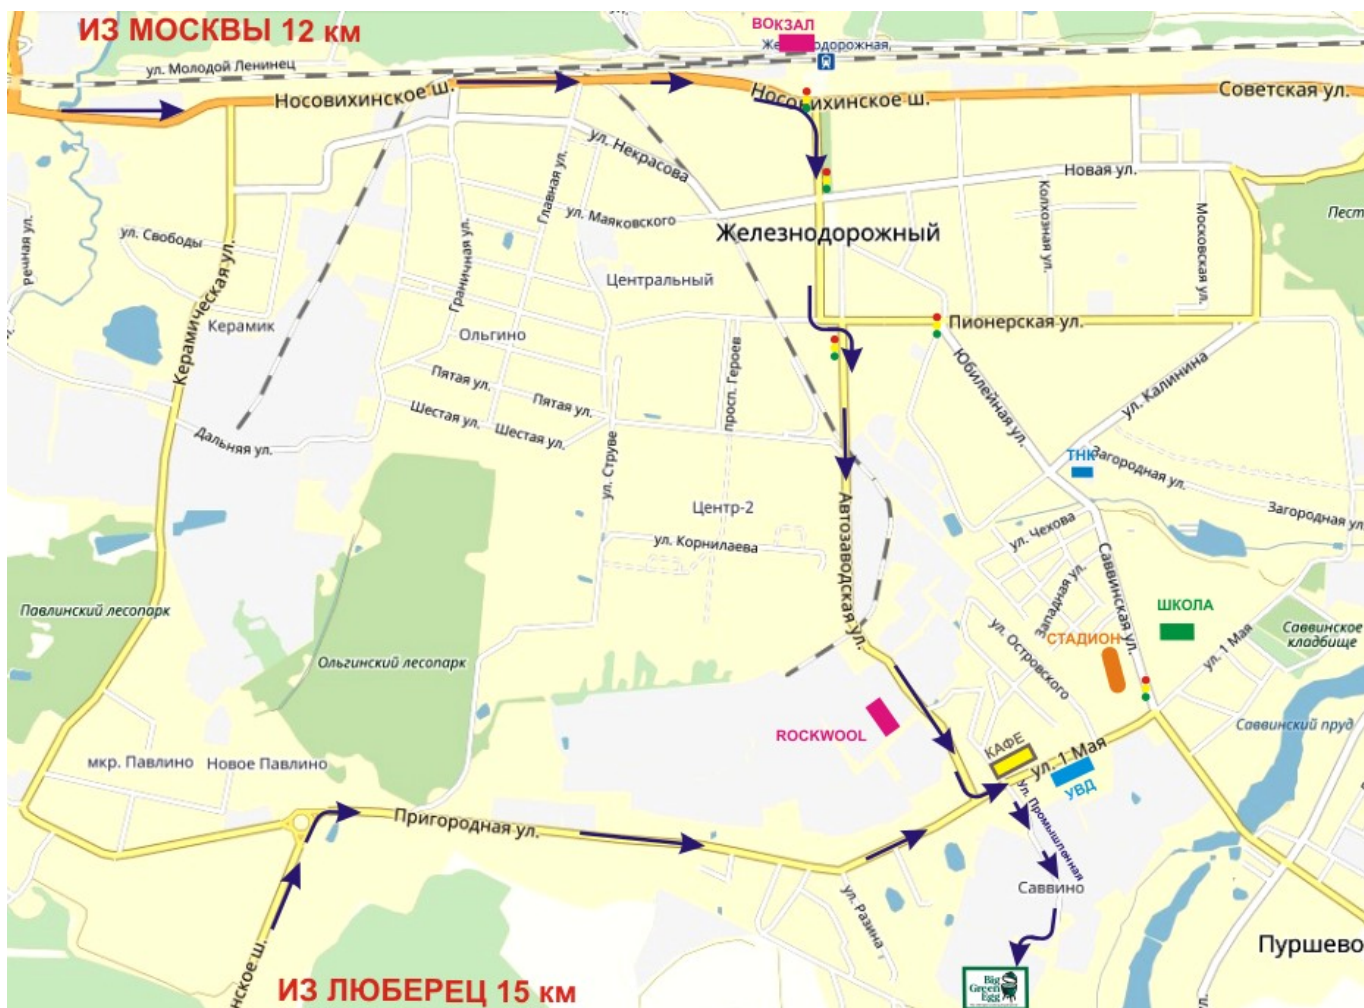 ИЗ МОСКВЫ 12 км
ВОКЗАЛ
Железнодорожная,
ул. Молодой Ленинец
Носовихинское ш.
Носовихинское ш.
Советская ул.
ул. Некрасова
Новая ул.
Главная ул.
ул. Маяковского
Колхозная ул.
Московская ул.
Речная ул.
ул. Свободы
Железнодорожный
Керамическая ул.
Граничная ул.
Центральный
Керамик
Ольгино
Пионерская ул.
просп. Героев
Юбилейная ул.
ул. Калинина
Пятая ул.
Пятая ул.
Шестая ул.
Шестая ул.
Дальняя ул.
ул. Струве
ТНК
Загородная ул.
Загородная ул.
Центр-2
Автозаводская ул.
ул. Чехова
ул. Корнилаева
Саввинская ул.
Западная ул.
Павлинский лесопарк
ШКОЛА
ул. Островского
СТАДИОН
Саввинское
кладбище
ул. 1 Мая
Ольгинский лесопарк
ROCKWOOL
Саввинский пруд
КАФЕ
ул. 1 Мая
УВД
мкр. Павлино
Новое Павлино
Ул. Промышленная
Пригородная ул.
Саввино
ул. Разина
Пуршево
ИЗ ЛЮБЕРЕЦ 15 км
Big
Green
Egg